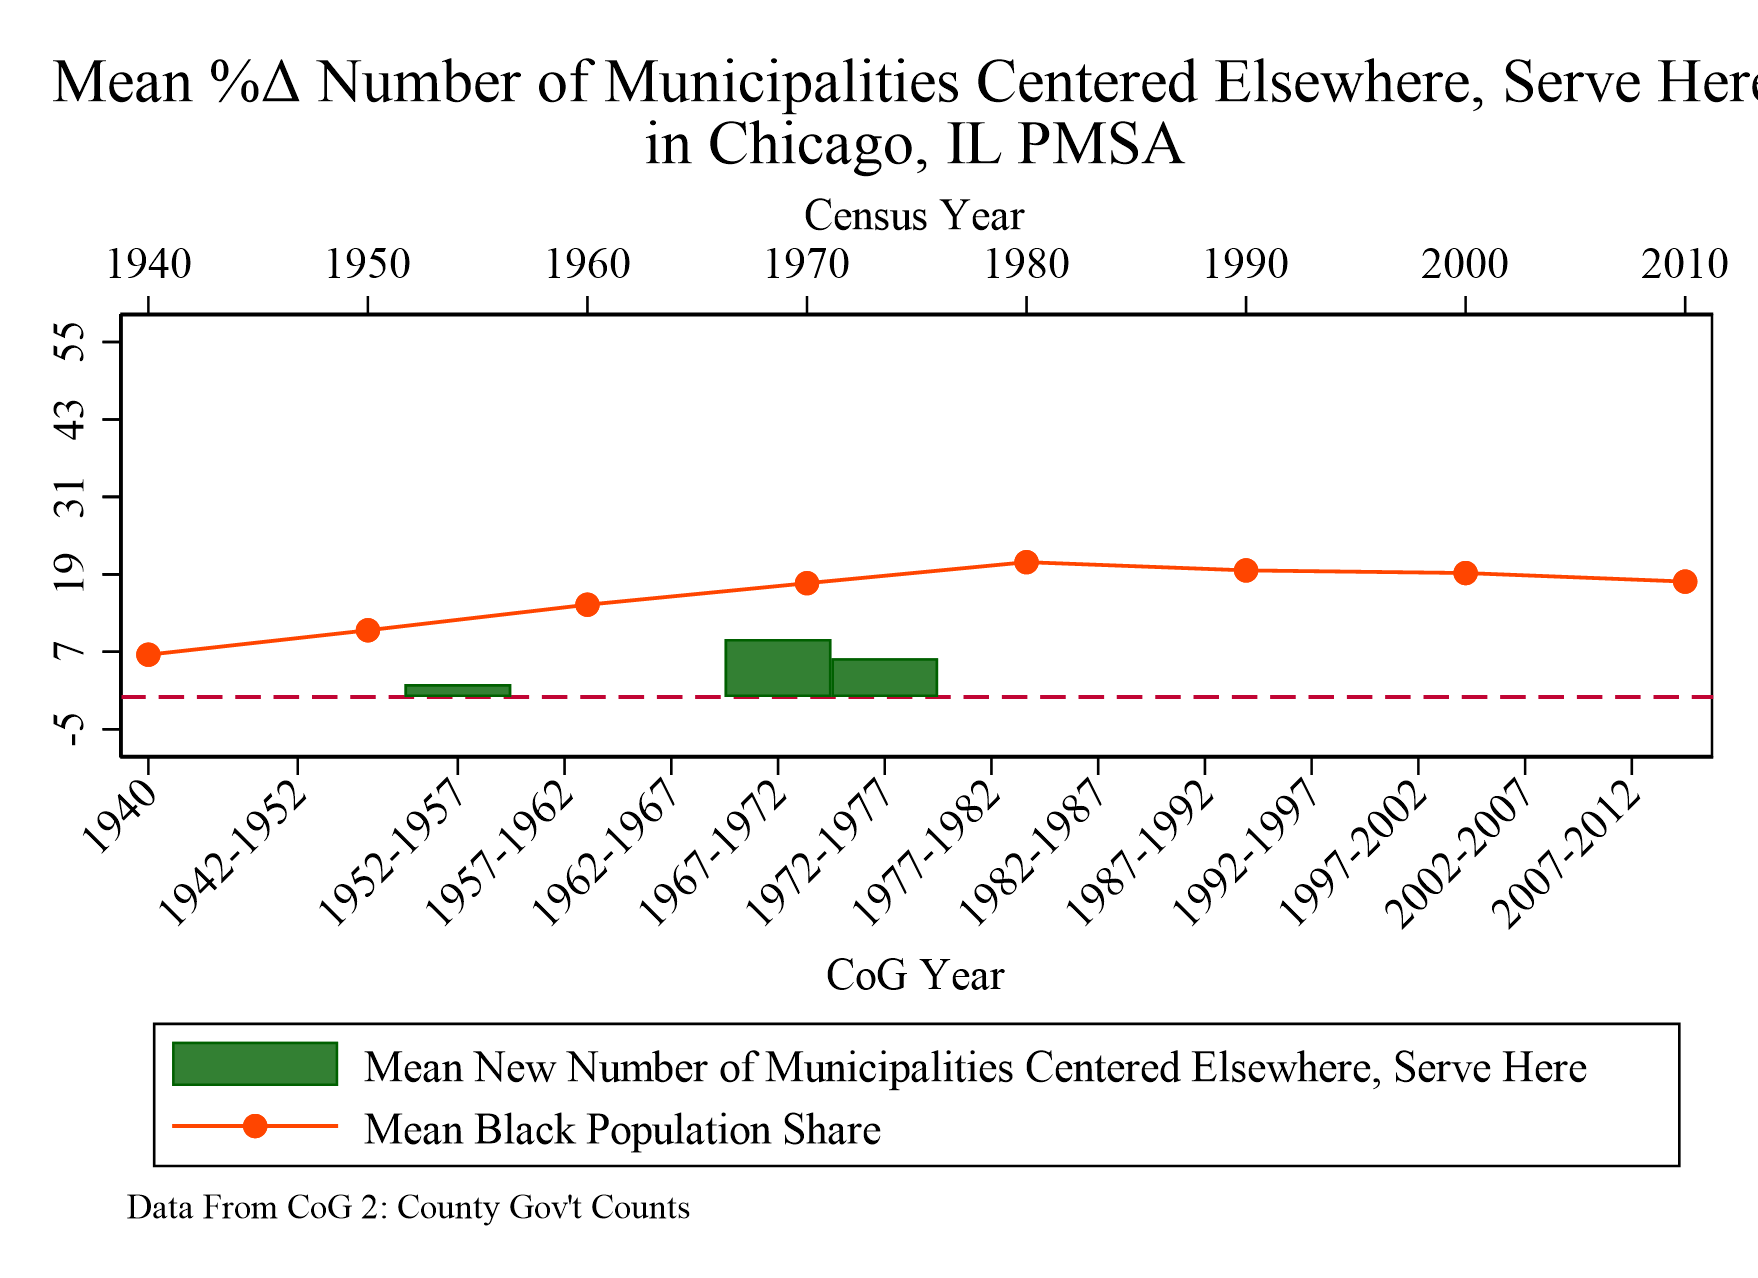 Mean %Δ Number of Municipalities Centered Elsewhere, Serve Here
in Chicago, IL PMSA
Census Year
1940 1950 1960 1970 1980 1990 2000 2010
55
43
31
19
7
-5
1940 1942-1952 1952-1957 1957-1962 1962-1967 1967-1972 1972-1977 1977-1982 1982-1987 1987-1992 1992-1997 1997-2002 2002-2007 2007-2012
CoG Year
Mean New Number of Municipalities Centered Elsewhere, Serve Here
Mean Black Population Share
Data From CoG 2: County Gov't Counts